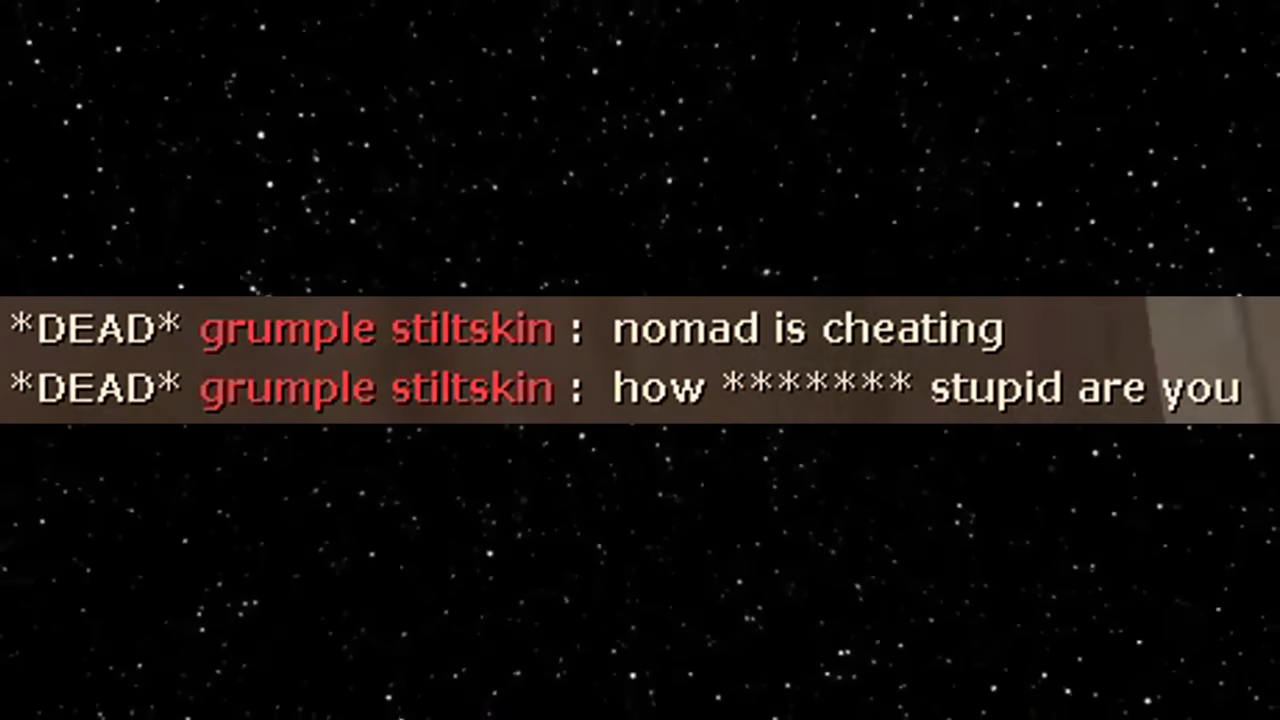 *DEAD* grumple stiltskin :  nomad is cheating
*DEAD* grumple stiltskin :  how ******* stupid are you